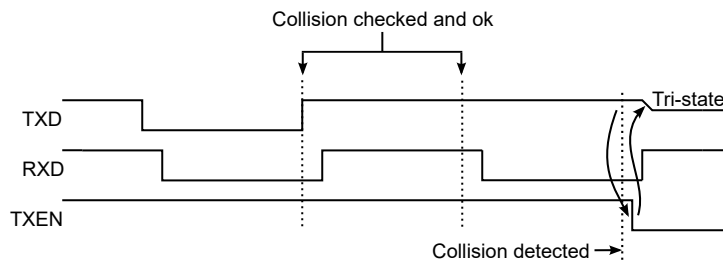 Collision checked and ok
Tri-state
TXD
RXD
TXEN
Collision detected